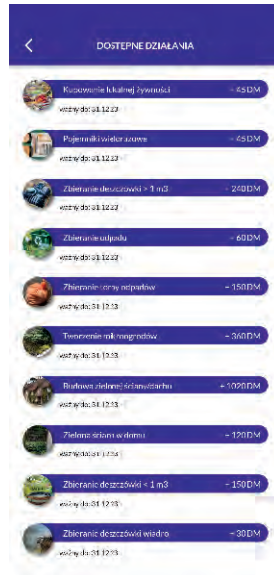 DOSTĘPNE DZIAŁANIA
Kupowanie lokalnej żywności + 45 DM
ważny do: 31.12.23
Pojemniki wielorazowe + 45 DM
ważny do: 31.12.23
Zbieranie deszczówki > 1 m3 + 240 DM
ważny do: 31.12.23
Zbieranie odpadu + 60 DM
ważny do: 31.12.23
Zbieranie torby odpadów + 150 DM
ważny do: 31.12.23
Tworzenie mikroogrodów + 360 DM
ważny do: 31.12.23
Budowa zielonej ściany/dachu + 1020 DM
ważny do: 31.12.23
Zielona ściana w domu + 120 DM
ważny do: 31.12.23
Zbieranie deszczówki < 1 m3 + 150 DM
ważny do: 31.12.23
Zbieranie deszczówki wiadro + 30 DM
ważny do: 31.12.23